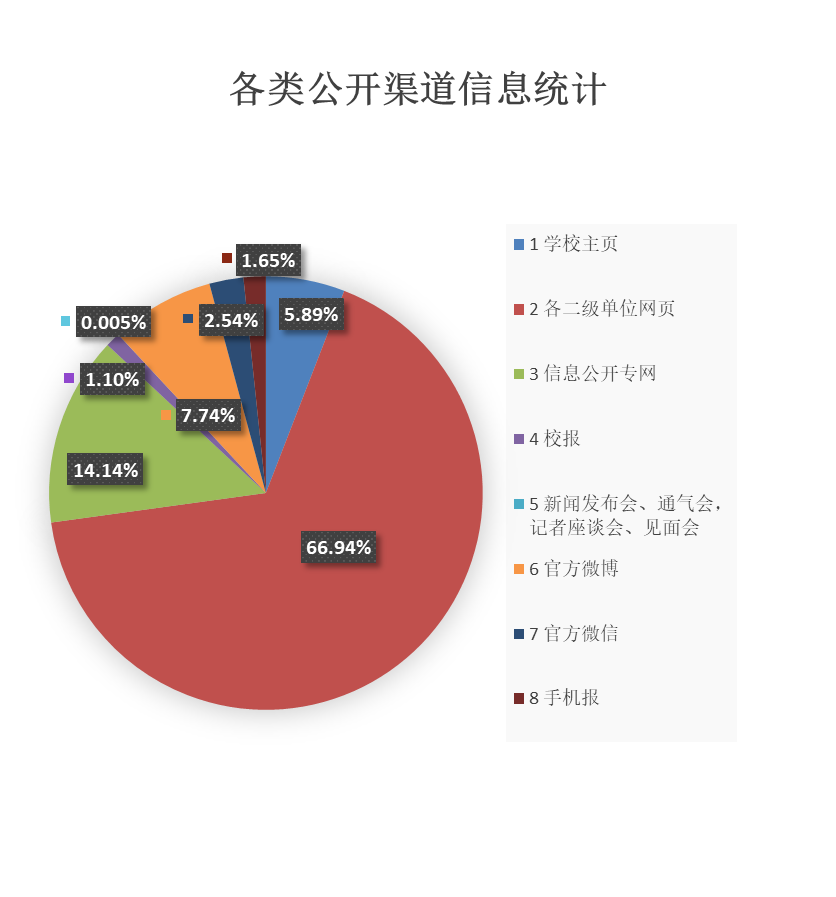 各类公开渠道信息统计
1.65%
5.89%
2.54%
0.005%
1.10%
7.74%
14.14%
66.94%
1 学校主页
2 各二级单位网页
3 信息公开专网
4 校报
5 新闻发布会、通气会，
记者座谈会、见面会
6 官方微博
7 官方微信
8 手机报